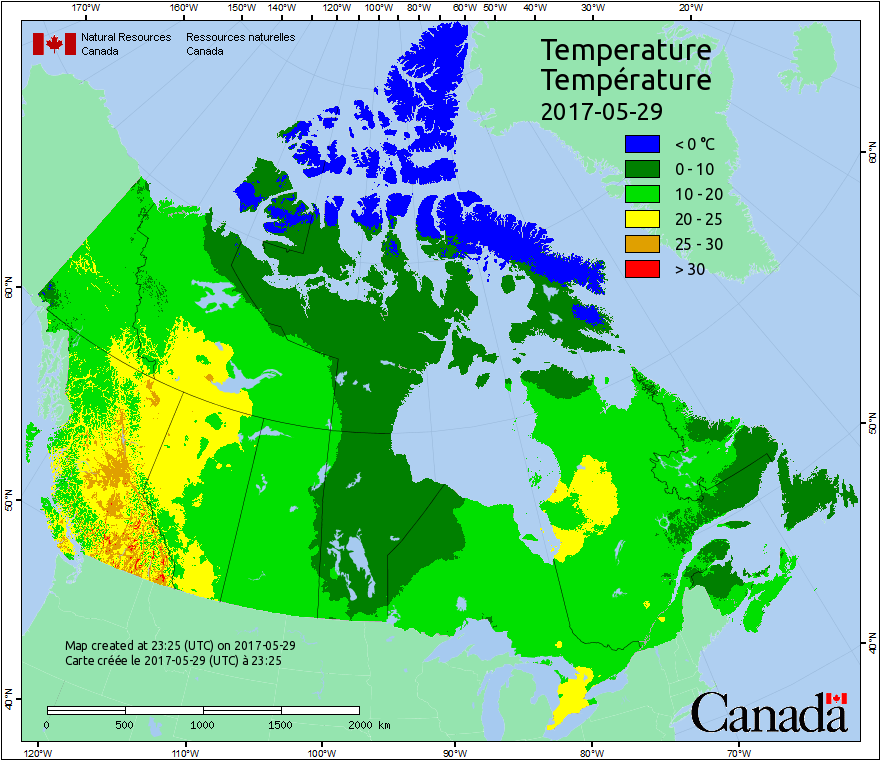 170°W 160°W 150°W 140°W 130°W 120°W 110°W 100°W 90°W 80°W 70°W 60°W 50°W 40°W 30°W 20°W
Natural Resources Canada
Ressources naturelles Canada
Temperature
Température
2017-05-29
< 0 °C
0 - 10
10 - 20
20 - 25
25 - 30
> 30
60°N
60°N
50°N
50°N
40°N
40°N
Map created at 23:25 (UTC) on 2017-05-29
Carte créée le 2017-05-29 (UTC) à 23:25
0 500 1000 1500 2000 km
Canada
120°W 110°W 100°W 90°W 80°W 70°W